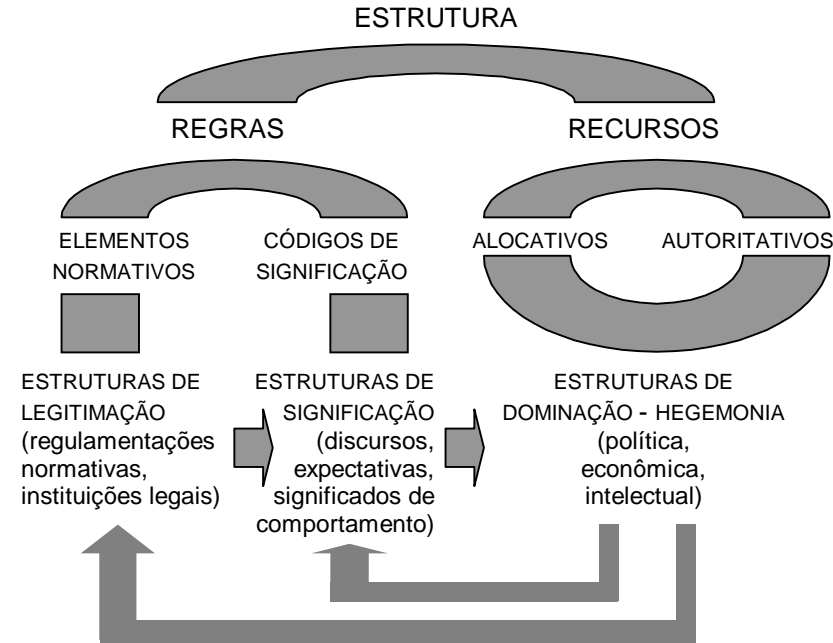 ESTRUTURA
REGRAS
RECURSOS
ELEMENTOS
NORMATIVOS
CÓDIGOS DE
SIGNIFICAÇÃO
ALOCATIVOS
AUTORITATIVOS
ESTRUTURAS DE
LEGITIMAÇÃO
(regulamentações
normativas,
instituições legais)
ESTRUTURAS DE
SIGNIFICAÇÃO
(discursos,
expectativas,
significados de
comportamento)
ESTRUTURAS DE
DOMINAÇÃO - HEGEMONIA
(política,
econômica,
intelectual)